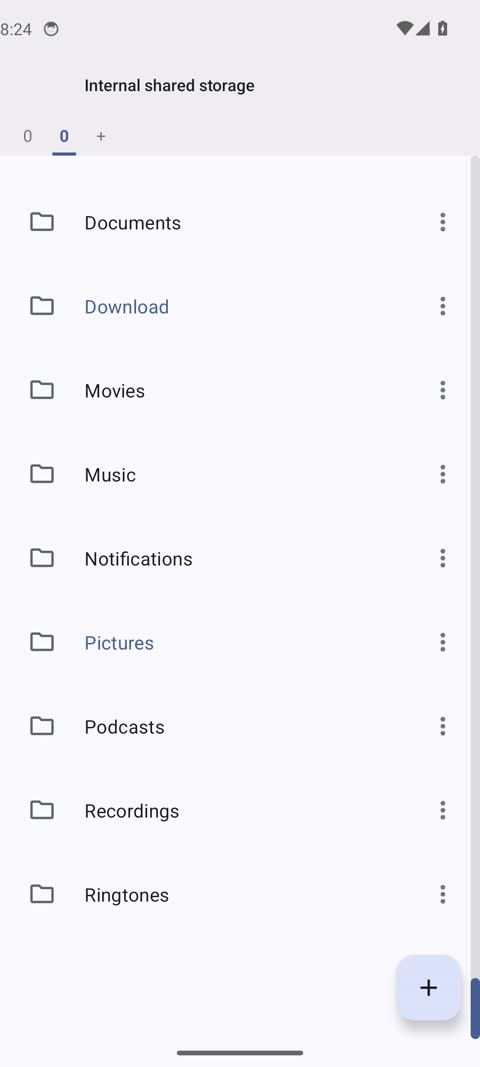 8:24
Internal shared storage
0 0 +
Documents
Download
Movies
Music
Notifications
Pictures
Podcasts
Recordings
Ringtones
+